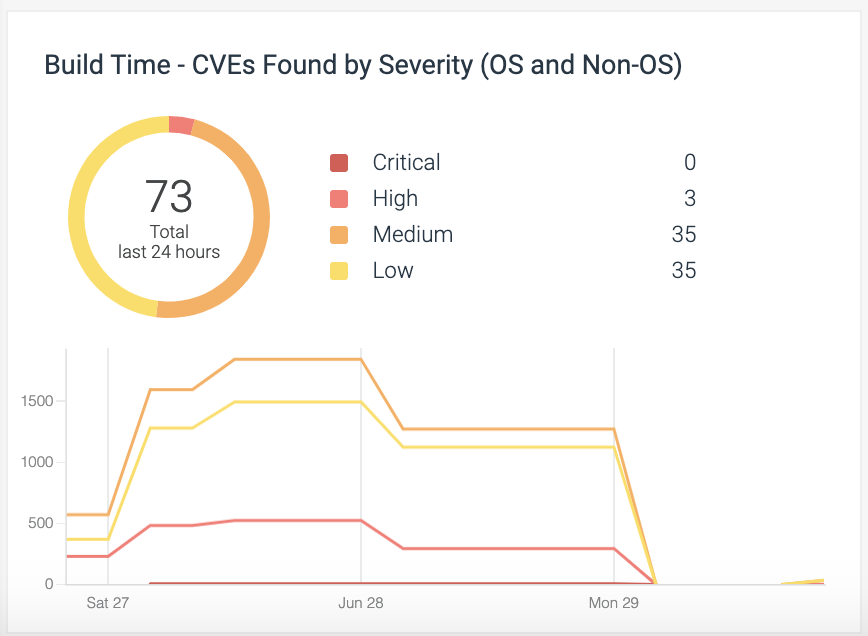 Build Time - CVEs Found by Severity (OS and Non-OS)
73
Total
last 24 hours
Critical 0
High 3
Medium 35
Low 35
1500
1000
500
0
Sat 27 Jun 28 Mon 29